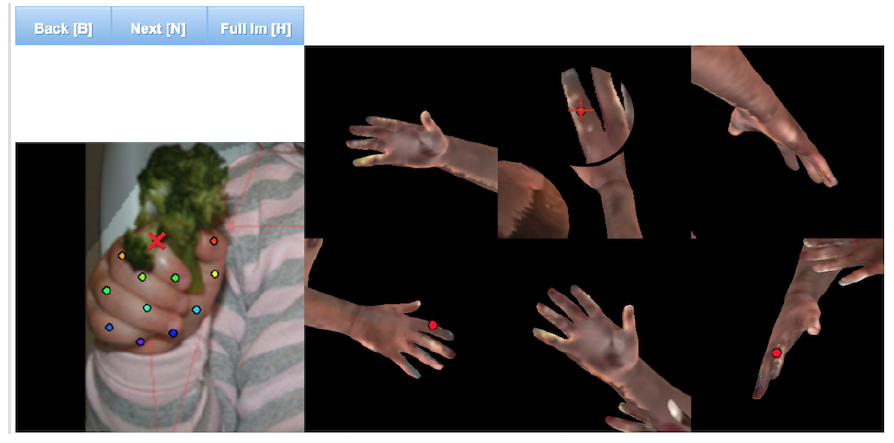 Back [B] Next [N] Full Im [H]